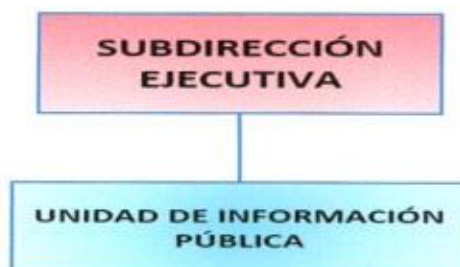 SUBDIRECCIÓN
EJECUTIVA
UNIDAD DE INFORMACIÓN
PÚBLICA